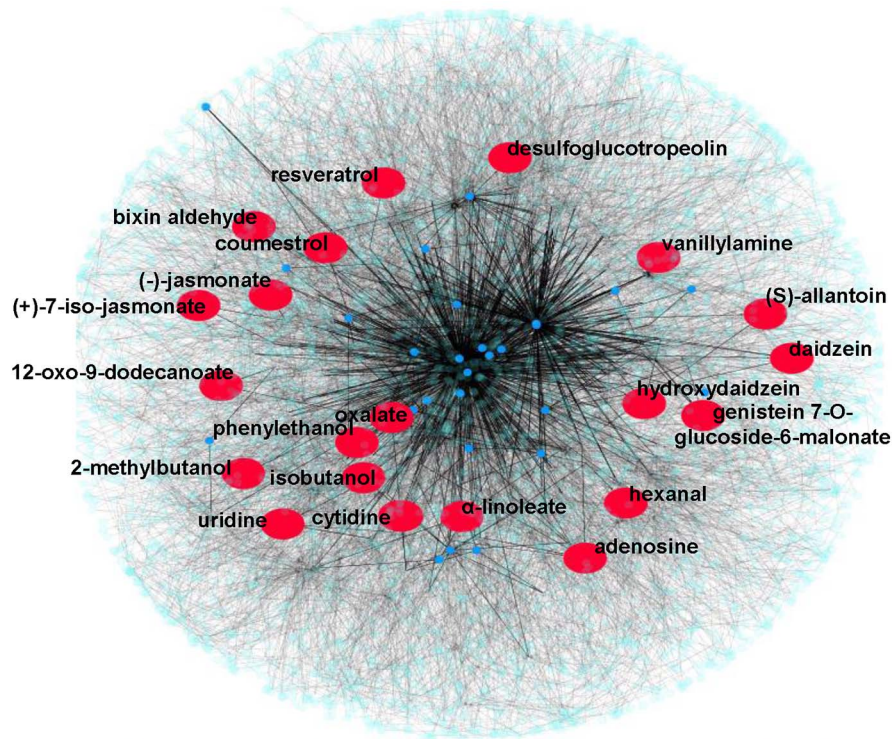 desulfoglucotropeolin
resveratrol
bixin aldehyde
coumestrol
vanillylamine
(-)-jasmonate
(+)-7-iso-jasmonate
(S)-allantoin
daidzein
12-oxo-9-dodecanoate
hydroxydaidzein
oxalate
genistein 7-O-
glucoside-6-malonate
phenylethanol
2-methylbutanol
isobutanol
hexanal
α-linoleate
uridine
cytidine
adenosine